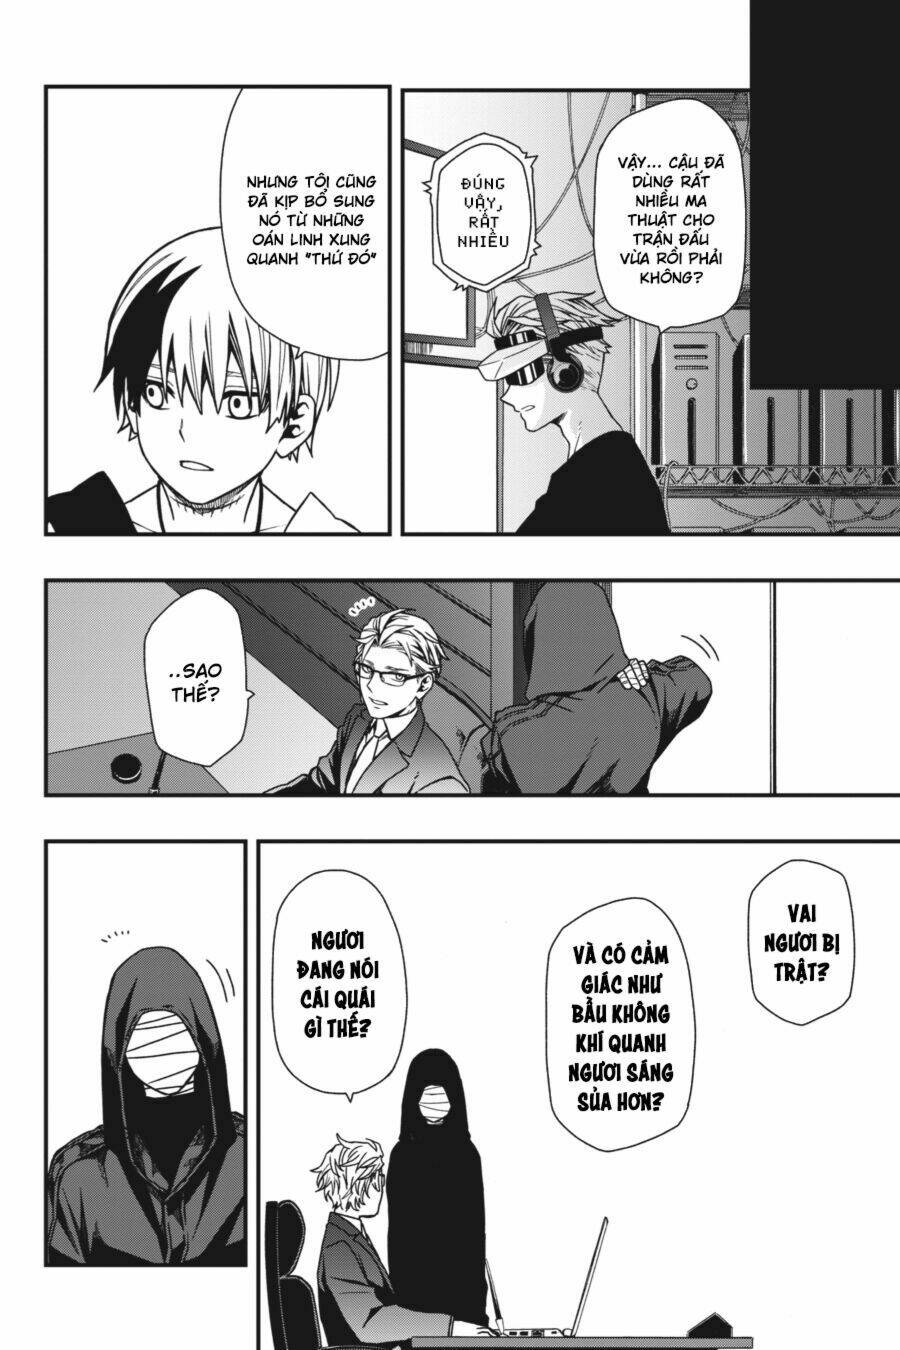 VẬY... CẬU ĐÃ
DÙNG RẤT
NHIỀU MA
THUẬT CHO
TRẬN ĐẤU
VỪA RỒI PHẢI
KHÔNG?
ĐÚNG
VẬY,
RẤT
NHIỀU
NHƯNG TÔI CŨNG
ĐÃ KỊP BỔ SUNG
NÓ TỪ NHỮNG
OÁN LINH XUNG
QUANH "THỨ ĐÓ"
..SAO
THẾ?
VAI
NGƯƠI BỊ
TRẬT?
VÀ CÓ CẢM
GIÁC NHƯ
BẦU KHÔNG
KHÍ QUANH
NGƯƠI SÁNG
SỦA HƠN?
NGƯƠI
ĐANG NÓI
CÁI QUÁI
GÌ THẾ?